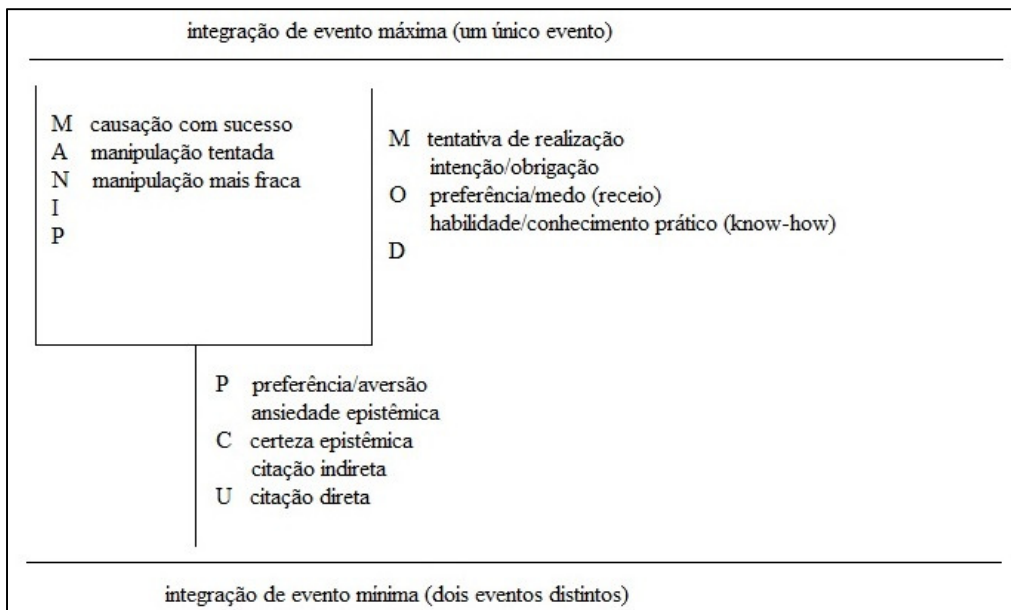 integração de evento máxima (um único evento)
M causação com sucesso
A manipulação tentada
N manipulação mais fraca
I
P
M tentativa de realização
intenção/obrigação
O preferência/medo (receio)
habilidade/conhecimento prático (know-how)
D
P preferência/aversão
ansiedade epistêmica
C certeza epistêmica
citação indireta
U citação direta
integração de evento mínima (dois eventos distintos)